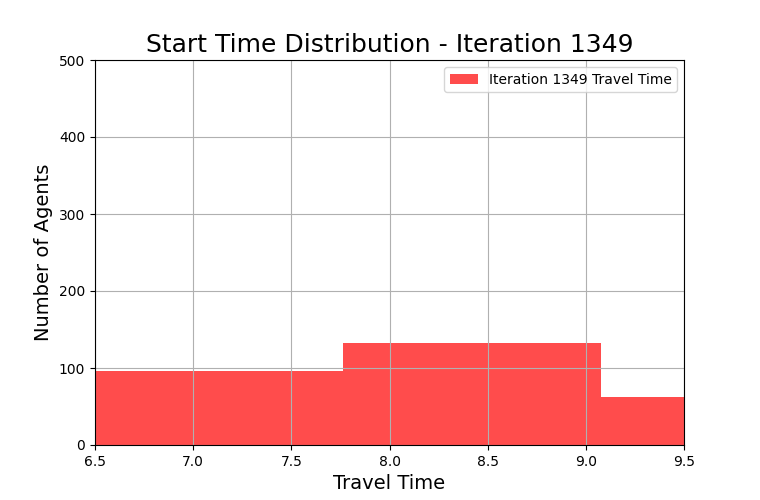 Start Time Distribution - Iteration 1349
Iteration 1349 Travel Time
Number of Agents
500
400
300
200
100
0
6.5 7.0 7.5 8.0 8.5 9.0 9.5
Travel Time